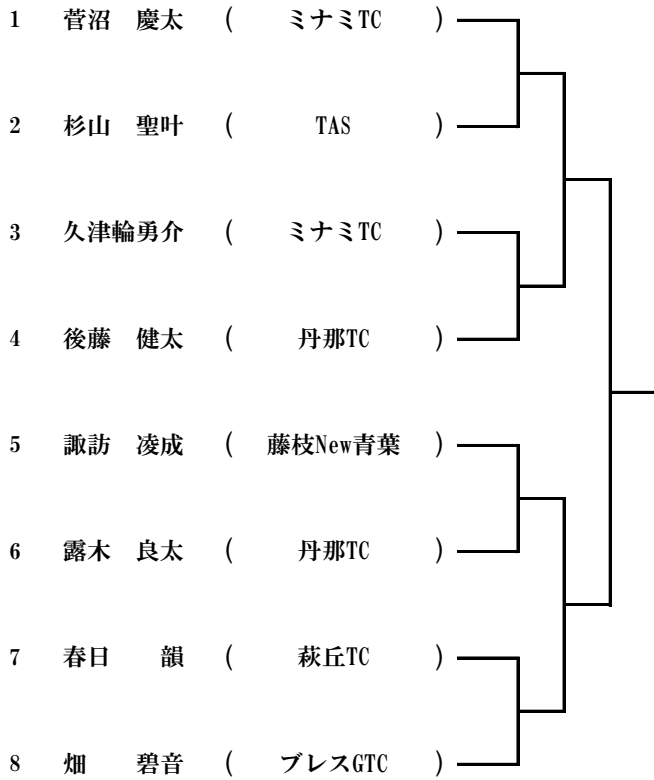 1 菅沼　慶太 ( ミナミTC )
2 杉山　聖叶 ( TAS )
3 久津輪勇介 ( ミナミTC )
4 後藤　健太 ( 丹那TC )
5 諏訪　凌成 ( 藤枝New青葉 )
6 露木　良太 ( 丹那TC )
7 春日　　韻 ( 萩丘TC )
8 畑　　碧音 ( ブレスGTC )